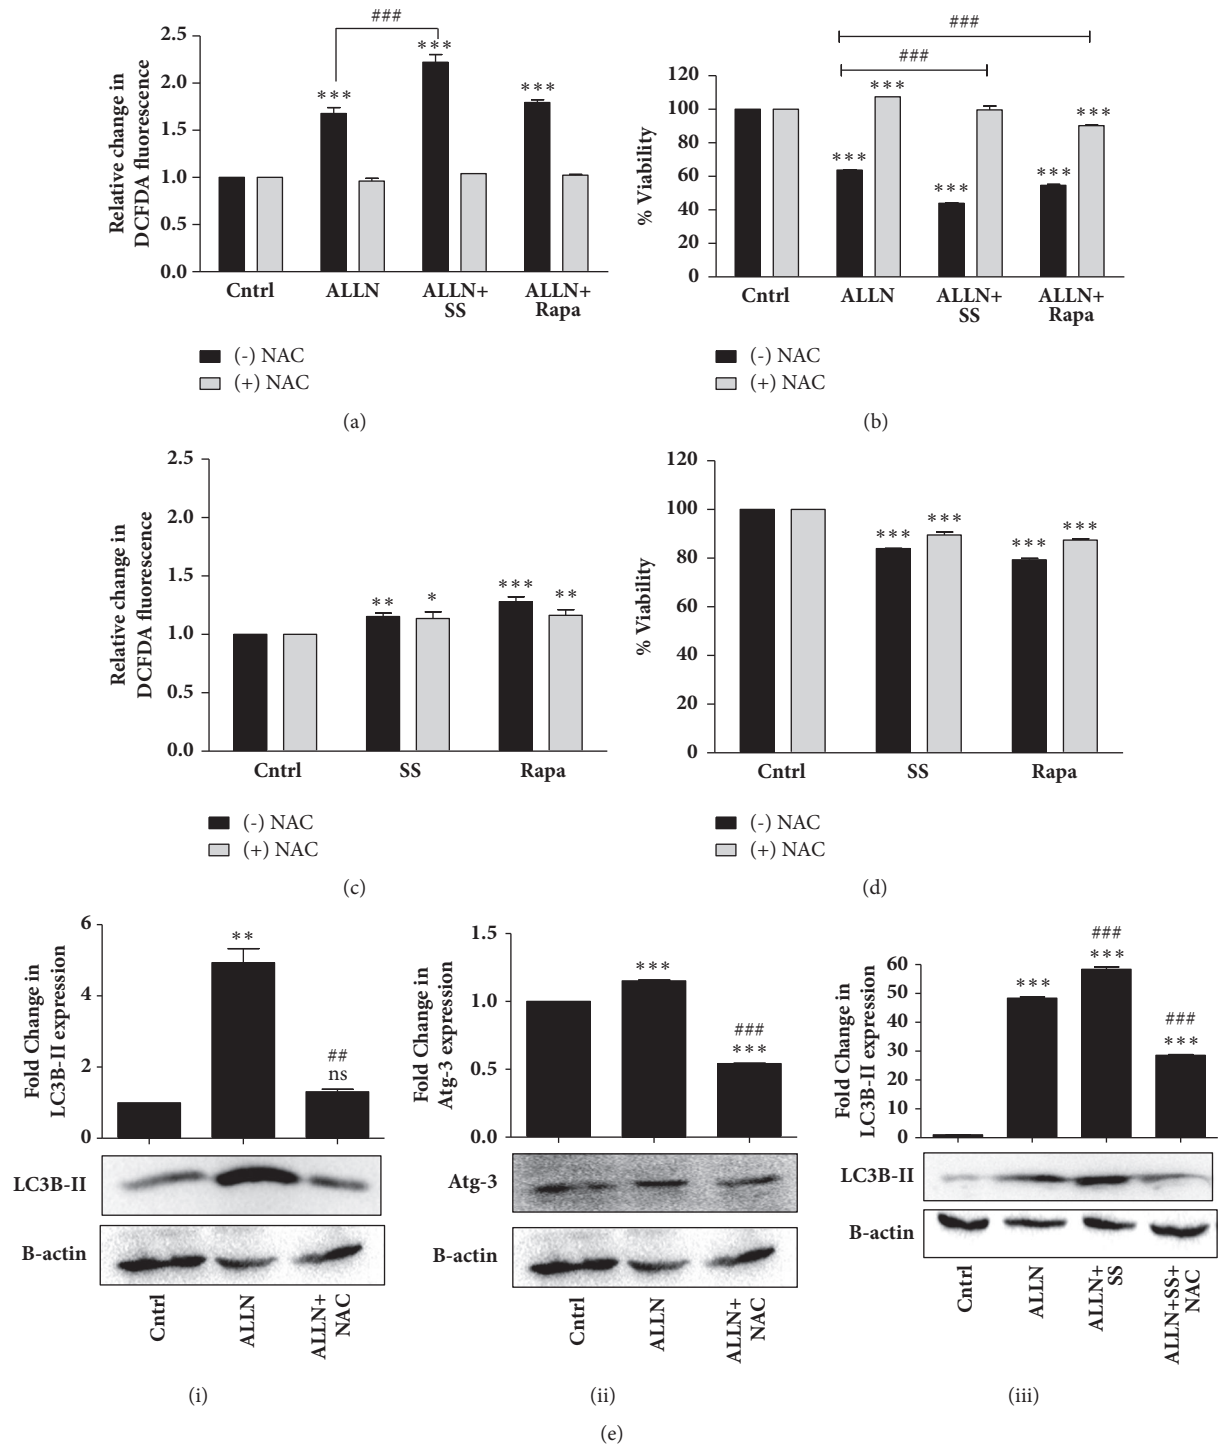 ###
2.5
2.0
1.5
1.0
0.5
0.0
Relative change in
DCFDA fluorescence
***
***
***
Cntrl
ALLN
ALLN+
SS
ALLN+
Rapa
(-) NAC
(+) NAC
(a)
###
###
120
100
80
60
40
20
0
% Viability
***
***
***
***
***
Cntrl
ALLN
ALLN+
SS
ALLN+
Rapa
(-) NAC
(+) NAC
(b)
2.5
2.0
1.5
1.0
0.5
0.0
Relative change in
DCFDA fluorescence
**
*
***
**
Cntrl
SS
Rapa
(-) NAC
(+) NAC
(c)
120
100
80
60
40
20
0
% Viability
***
***
***
***
Cntrl
SS
Rapa
(-) NAC
(+) NAC
(d)
6
4
2
0
Fold Change in
LC3B-II expression
**
##
ns
LC3B-II
B-actin
Cntrl
ALLN
ALLN+
NAC
(i)
1.5
1.0
0.5
0.0
Fold Change in
Atg-3 expression
***
###
***
Atg-3
B-actin
Cntrl
ALLN
ALLN+
NAC
(ii)
60
50
40
30
20
10
0
Fold Change in
LC3B-II expression
***
###
***
###
***
LC3B-II
B-actin
Cntrl
ALLN
ALLN+
SS
ALLN+SS+
NAC
(iii)
(e)